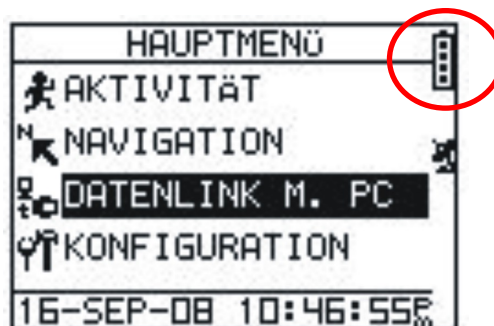 HAUPTMENÜ
AKTIVITäT
NAVIGATION
DATENLINK M. PC
KONFIGURATION
16-SEP-08 10:46:55